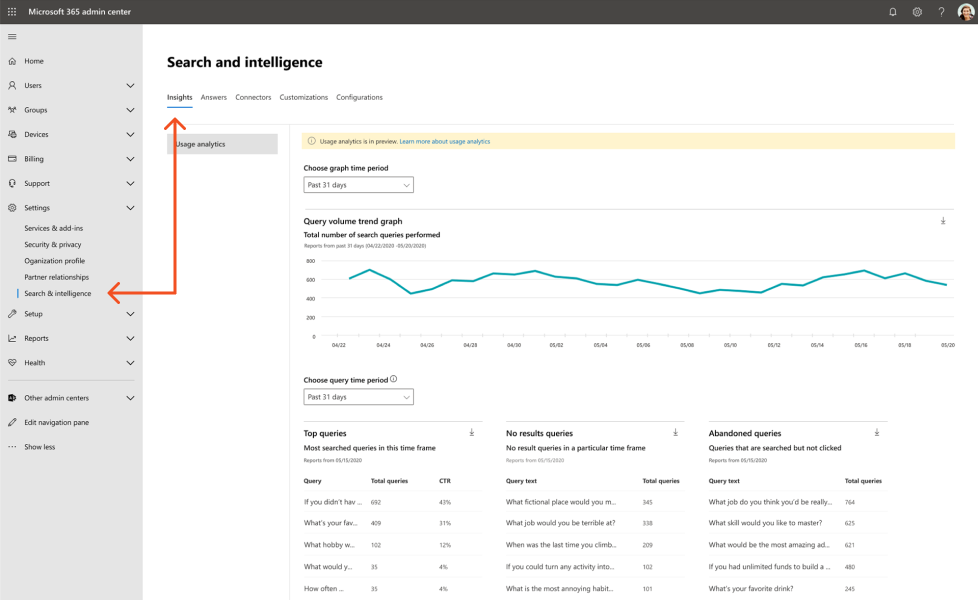 Microsoft 365 admin center
Home
Users
Groups
Devices
Billing
Support
Settings
Services & add-ins
Security & privacy
Oganization profile
Partner relationships
Search & intelligence
Setup
Reports
Health
Other admin centers
Edit navigation pane
Show less
Search and intelligence
Insights Answers Connectors Customizations Configurations
Usage analytics
Usage analytics is in preview. Learn more about usage analytics
Choose graph time period
Past 31 days
Query volume trend graph
Total number of search queries performed
Reports from past 31 days (04/22/2020 -05/20/2020)
800
600
400
200
0
04/22 04/24 04/26 04/28 04/30 05/02 05/04 05/06 05/08 05/10 05/12 05/14 05/16 05/18 05/20
Choose query time period
Past 31 days
Top queries
Most searched queries in this time frame
Reports from 05/15/2020
Query Total queries CTR
If you didn't hav ... 692 43%
What's your fav... 409 31%
What hobby w... 102 12%
What would y... 35 4%
How often ... 35 4%
No results queries
No result queries in a particular time frame
Reports from 05/15/2020
Query text Total queries
What fictional place would you m... 345
What job would you be terrible at? 338
When was the last time you climb... 209
If you could turn any activity into... 102
What is the most annoying habit... 101
Abandoned queries
Queries that are searched but not clicked
Reports from 05/15/2020
Query text Total queries
What job do you think you'd be really... 764
What skill would you like to master? 625
What would be the most amazing ad... 621
If you had unlimited funds to build a ... 480
What's your favorite drink? 245